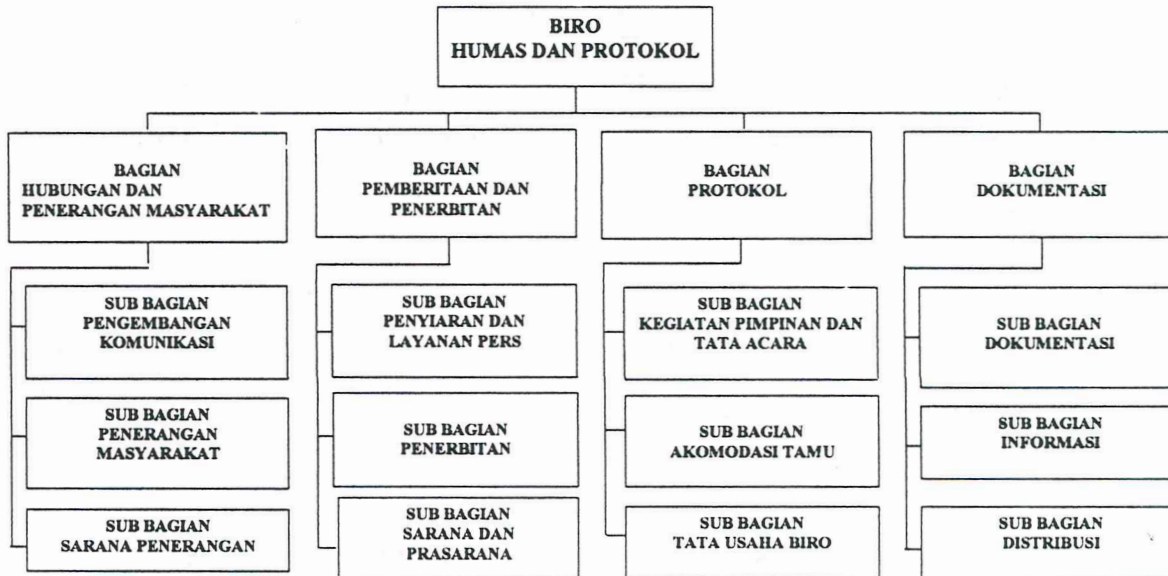 BIRO
HUMAS DAN PROTOKOL
BAGIAN
HUBUNGAN DAN
PENERANGAN MASYARAKAT
BAGIAN
PEMBERITAAN DAN
PENERBITAN
BAGIAN
PROTOKOL
BAGIAN
DOKUMENTASI
SUB BAGIAN
PENGEMBANGAN
KOMUNIKASI
SUB BAGIAN
PENYIARAN DAN
LAYANAN PERS
SUB BAGIAN
KEGIATAN PIMPINAN DAN
TATA ACARA
SUB BAGIAN
DOKUMENTASI
SUB BAGIAN
PENERANGAN
MASYARAKAT
SUB BAGIAN
PENERBITAN
SUB BAGIAN
AKOMODASI TAMU
SUB BAGIAN
INFORMASI
SUB BAGIAN
SARANA PENERANGAN
SUB BAGIAN
SARANA DAN
PRASARANA
SUB BAGIAN
TATA USAHA BIRO
SUB BAGIAN
DISTRIBUSI